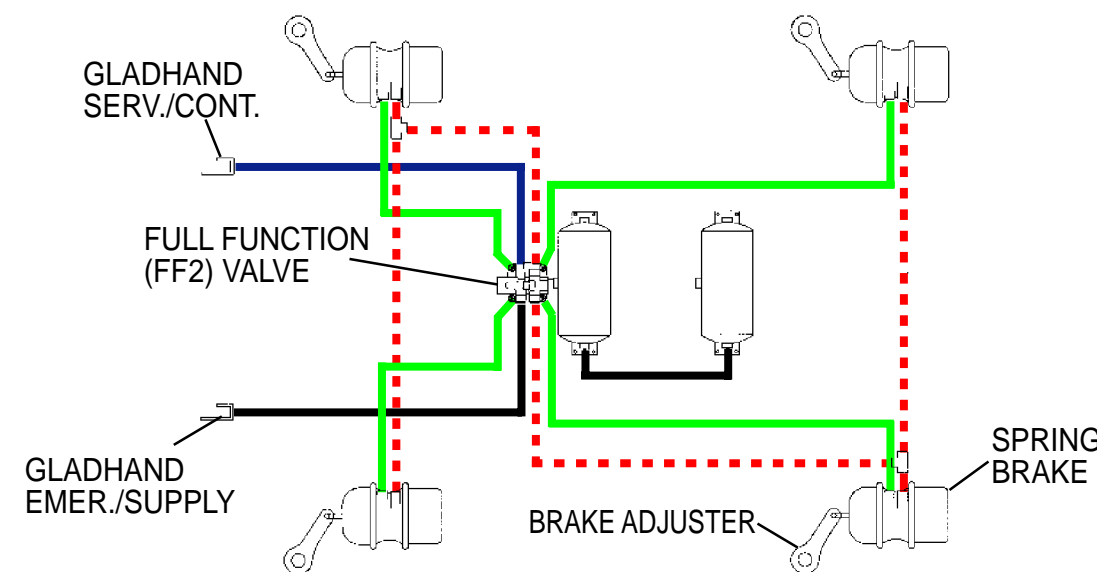 GLADHAND
SERV./CONT.
FULL FUNCTION
(FF2) VALVE
GLADHAND
EMER./SUPPLY
SPRING
BRAKE
BRAKE ADJUSTER